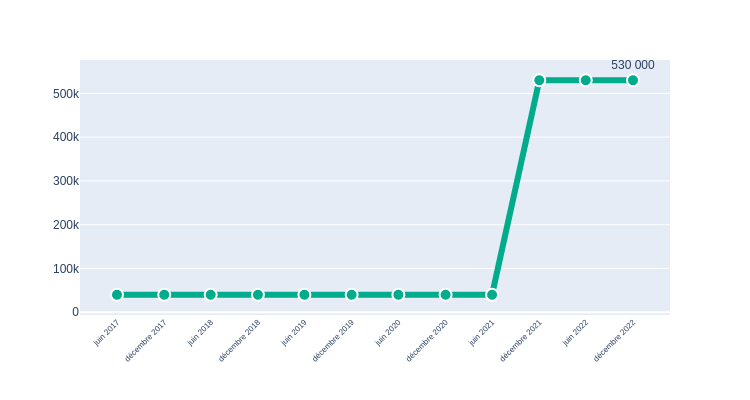 530 000
500k
400k
300k
200k
100k
0
juin 2017
décembre 2017
juin 2018
décembre 2018
juin 2019
décembre 2019
juin 2020
décembre 2020
juin 2021
décembre 2021
juin 2022
décembre 2022